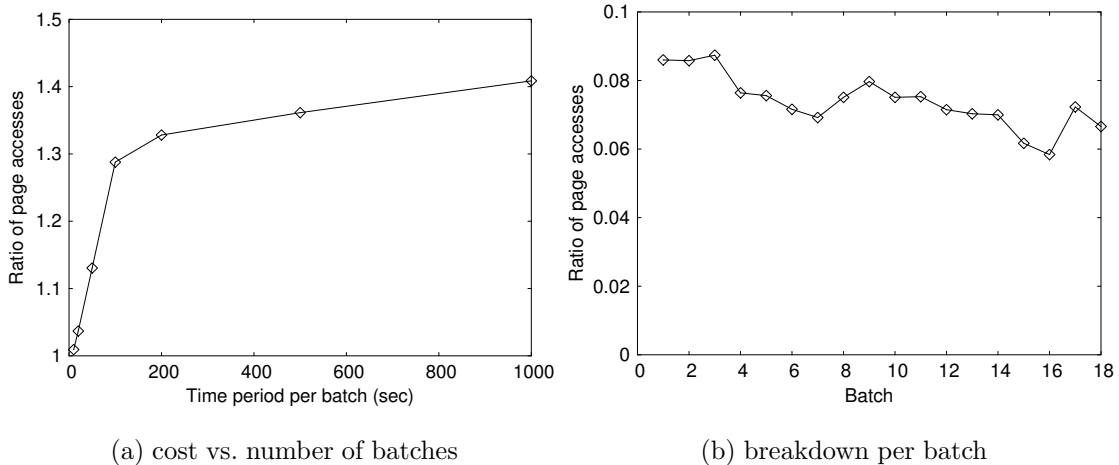 1.5
1.4
1.3
1.2
1.1
1
Ratio of page accesses
0 200 400 600 800 1000
Time period per batch (sec)
(a) cost vs. number of batches
0.1
0.08
0.06
0.04
0.02
0
Ratio of page accesses
0 2 4 6 8 10 12 14 16 18
Batch
(b) breakdown per batch